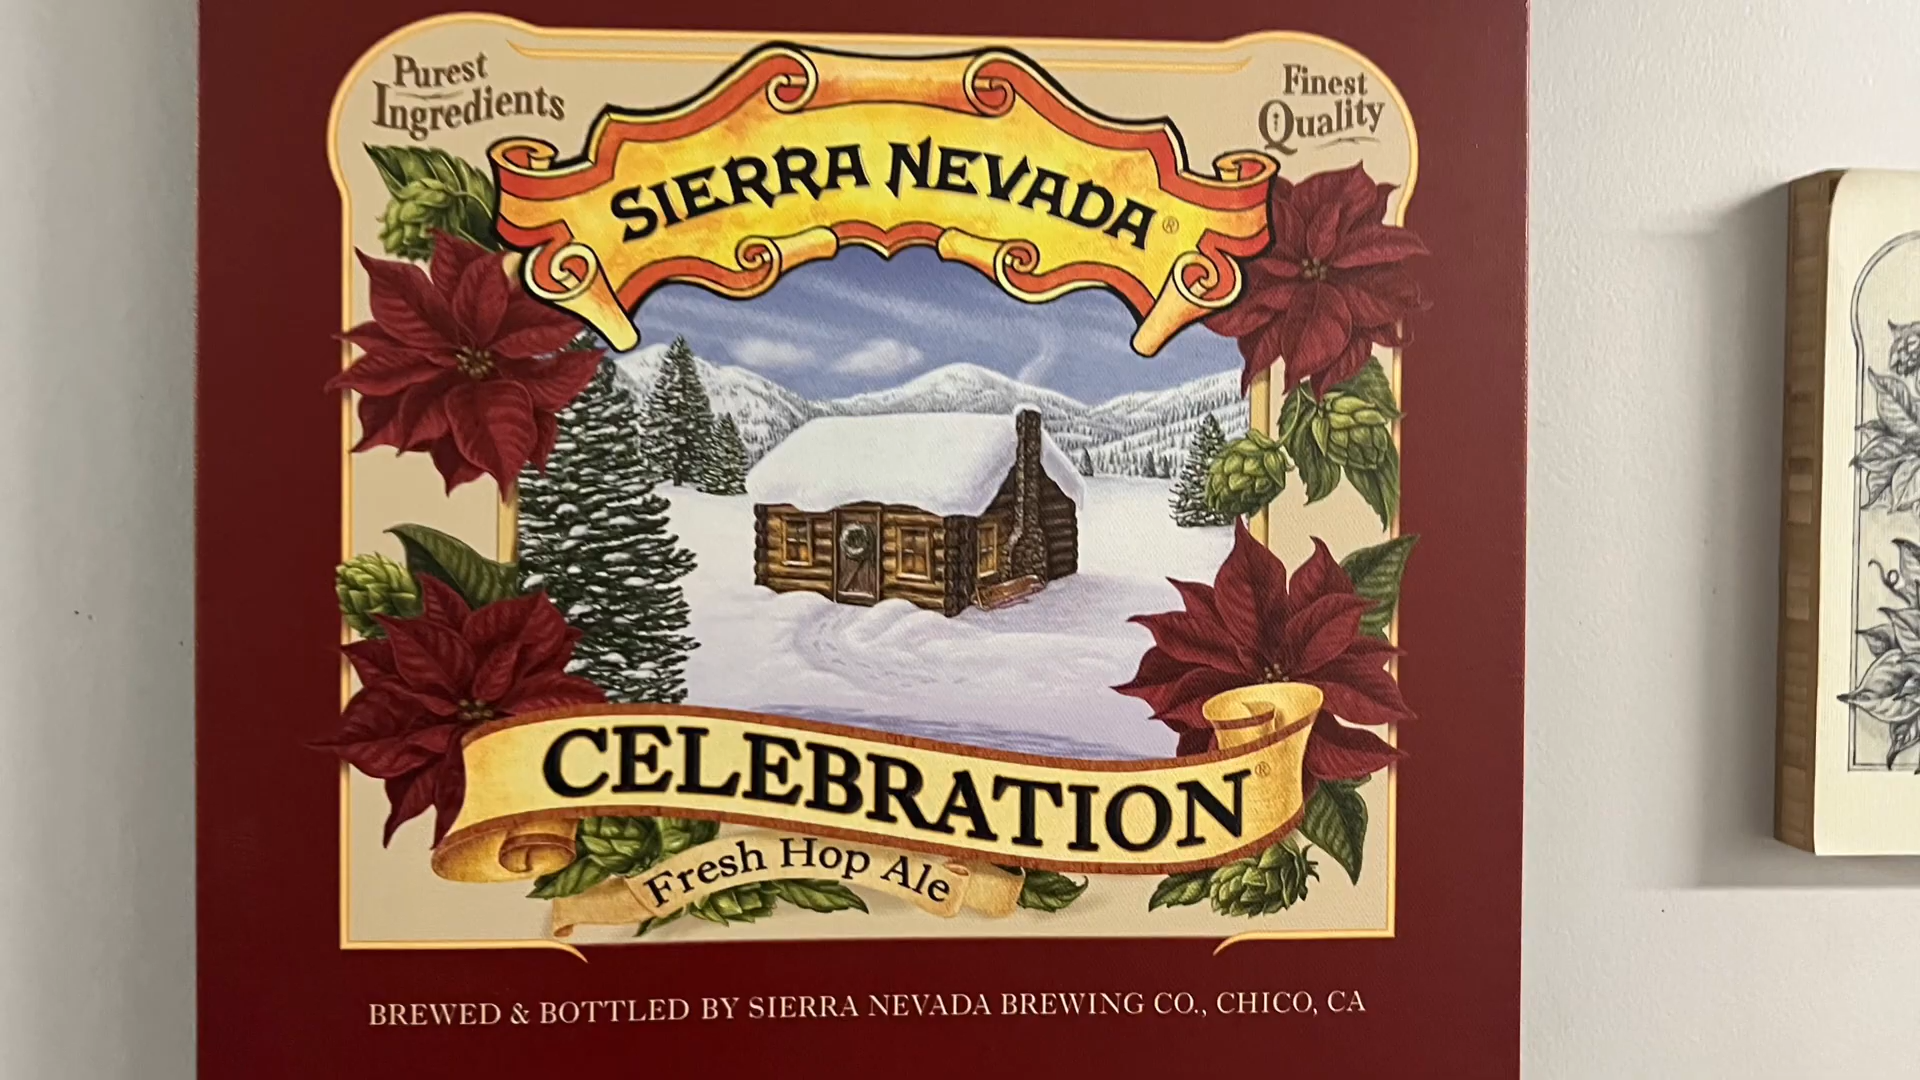 Purest
Ingredients
Finest
Quality
SIERRA NEVADA®
CELEBRATION®
Fresh Hop Ale
BREWED & BOTTLED BY SIERRA NEVADA BREWING CO., CHICO, CA